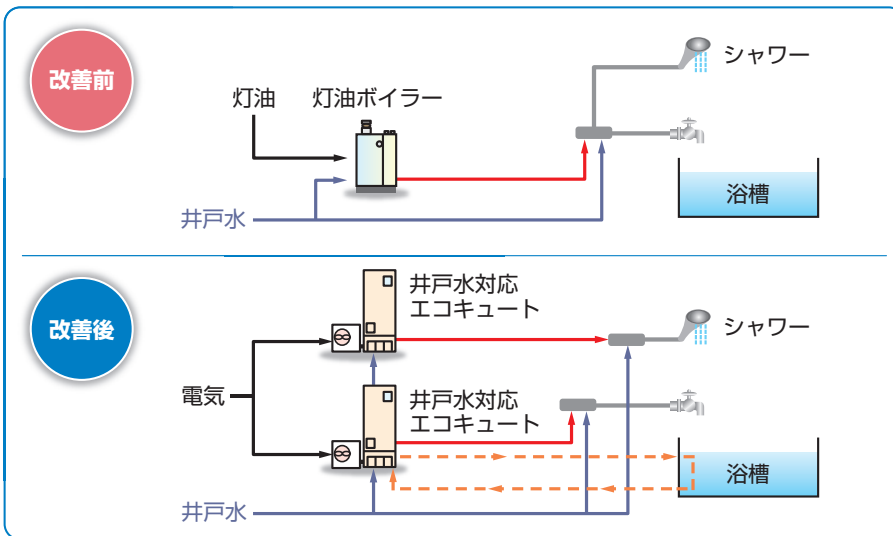 改善前
灯油
灯油ボイラー
シャワー
井戸水
浴槽
改善後
井戸水対応
エコキュート
シャワー
電気
井戸水対応
エコキュート
浴槽
井戸水